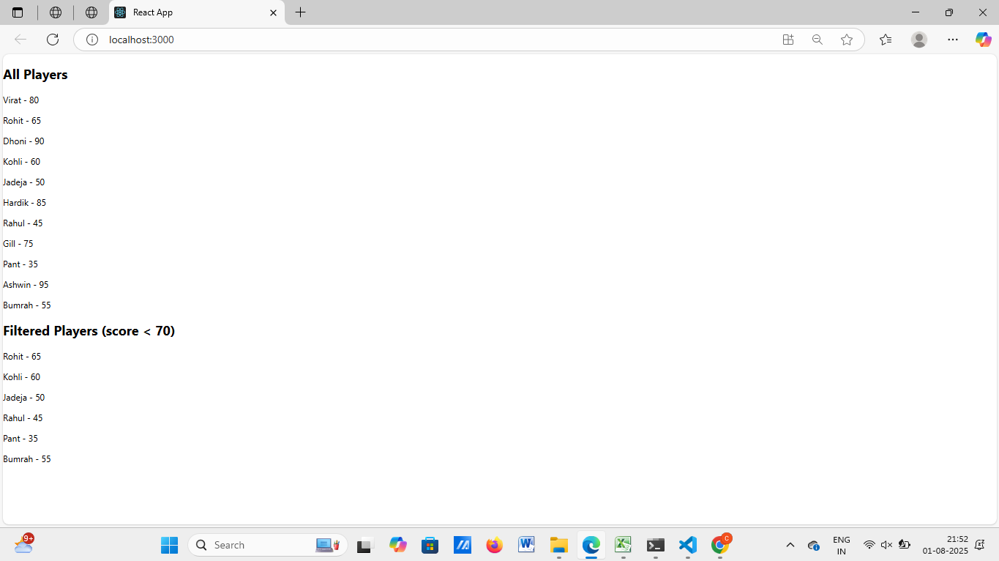 React App
localhost:3000
All Players
Virat - 80
Rohit - 65
Dhoni - 90
Kohli - 60
Jadeja - 50
Hardik - 85
Rahul - 45
Gill - 75
Pant - 35
Ashwin - 95
Bumrah - 55
Filtered Players (score < 70)
Rohit - 65
Kohli - 60
Jadeja - 50
Rahul - 45
Pant - 35
Bumrah - 55
9+
Search
C
ENG
IN
21:52
01-08-2025